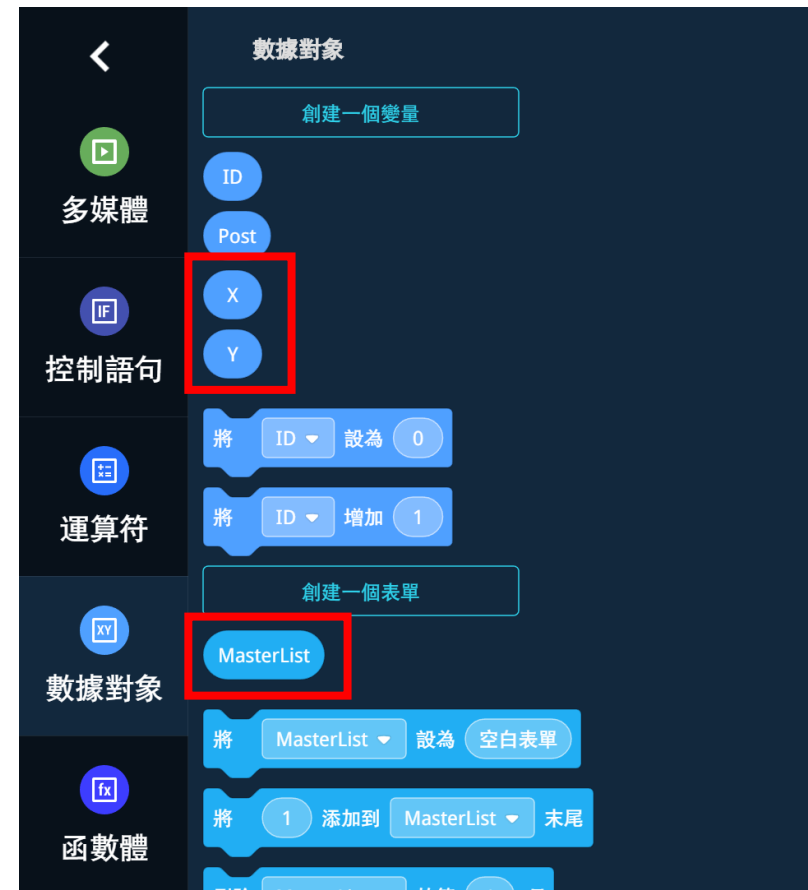 數據對象
創建一個變量
ID
Post
X
Y
將 ID 設為 0
將 ID 增加 1
創建一個表單
MasterList
將 MasterList 設為 空白表單
將 1 添加到 MasterList 末尾
多媒體
IF
控制語句
運算符
XY
數據對象
fx
函數體